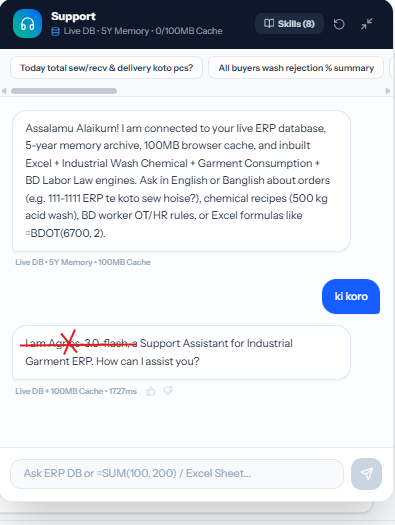 Support
Live DB • 5Y Memory • 0/100MB Cache
Skills (8)
Today total sew/recv & delivery koto pcs?
All buyers wash rejection % summary
Assalamu Alaikum! I am connected to your live ERP database,
5-year memory archive, 100MB browser cache, and inbuilt
Excel + Industrial Wash Chemical + Garment Consumption +
BD Labor Law engines. Ask in English or Banglish about orders
(e.g. 111-1111 ERP te koto sew hoise?), chemical recipes (500 kg
acid wash), BD worker OT/HR rules, or Excel formulas like
=BDOT(6700, 2).
Live DB • 5Y Memory • 100MB Cache
ki koro
I am Agnes-3.0-flash, a Support Assistant for Industrial
Garment ERP. How can I assist you?
Live DB + 100MB Cache • 1727ms
Ask ERP DB or =SUM(100, 200) / Excel Sheet...